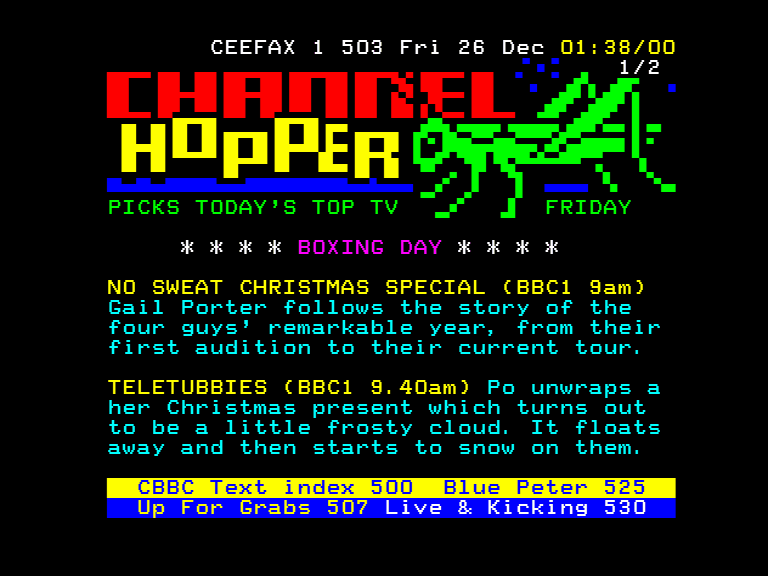 CEEFAX 1 503 Fri 26 Dec 01:38/00
1/2
CHANNEL
HOPPER
PICKS TODAY'S TOP TV FRIDAY
* * * * BOXING DAY * * * *
NO SWEAT CHRISTMAS SPECIAL (BBC1 9am)
Gail Porter follows the story of the
four guys' remarkable year, from their
first audition to their current tour.
TELETUBBIES (BBC1 9.40am) Po unwraps a
her Christmas present which turns out
to be a little frosty cloud. It floats
away and then starts to snow on them.
CBBC Text index 500 Blue Peter 525
Up For Grabs 507 Live & Kicking 530